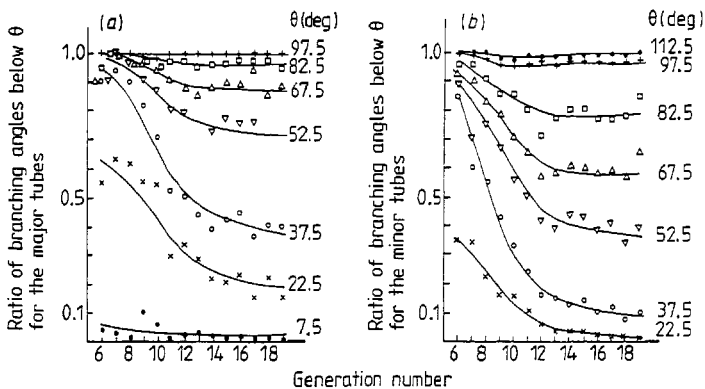 (a)
θ(deg)
97.5
82.5
67.5
52.5
37.5
22.5
7.5
1.0
0.5
0.1
6 8 10 12 14 16 18
Ratio of branching angles below θ
for the major tubes
(b)
θ(deg)
112.5
97.5
82.5
67.5
52.5
37.5
22.5
1.0
0.5
0.1
6 8 10 12 14 16 18
Ratio of branching angles below θ
for the minor tubes
Generation number